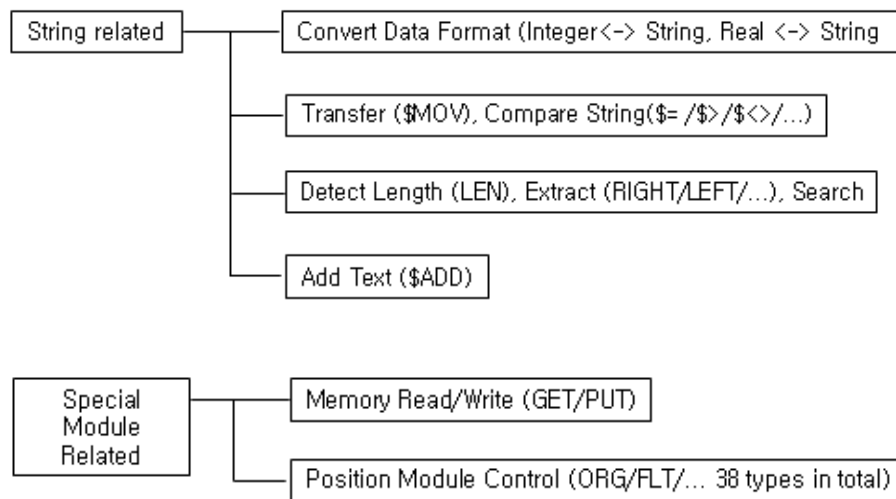 String related
Convert Data Format (Integer<-> String, Real <-> String
Transfer ($MOV), Compare String($= /$>/$<>/...)
Detect Length (LEN), Extract (RIGHT/LEFT/...), Search
Add Text ($ADD)
Special
Module
Related
Memory Read/Write (GET/PUT)
Position Module Control (ORG/FLT/... 38 types in total)